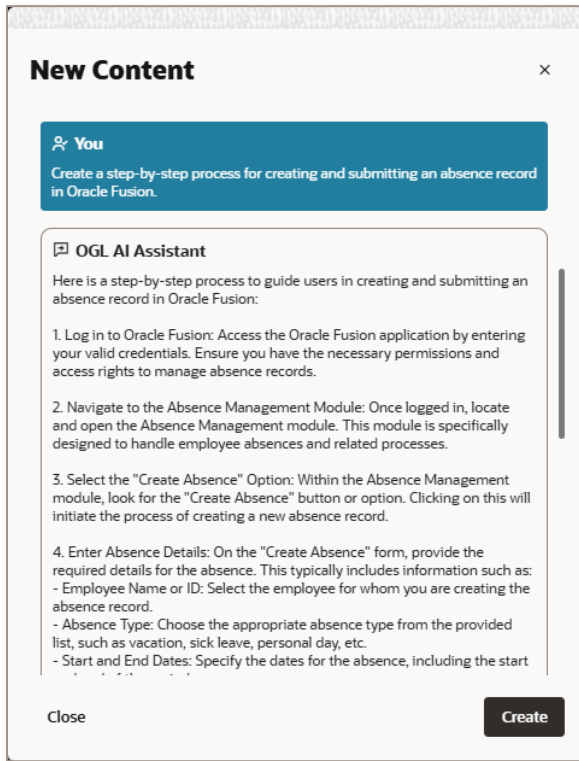 New Content
×
You
Create a step-by-step process for creating and submitting an absence record
in Oracle Fusion.
OGL AI Assistant
Here is a step-by-step process to guide users in creating and submitting an
absence record in Oracle Fusion:
1. Log in to Oracle Fusion: Access the Oracle Fusion application by entering
your valid credentials. Ensure you have the necessary permissions and
access rights to manage absence records.
2. Navigate to the Absence Management Module: Once logged in, locate
and open the Absence Management module. This module is specifically
designed to handle employee absences and related processes.
3. Select the "Create Absence" Option: Within the Absence Management
module, look for the "Create Absence" button or option. Clicking on this will
initiate the process of creating a new absence record.
4. Enter Absence Details: On the "Create Absence" form, provide the
required details for the absence. This typically includes information such as:
- Employee Name or ID: Select the employee for whom you are creating the
absence record.
- Absence Type: Choose the appropriate absence type from the provided
list, such as vacation, sick leave, personal day, etc.
- Start and End Dates: Specify the dates for the absence, including the start
Close
Create